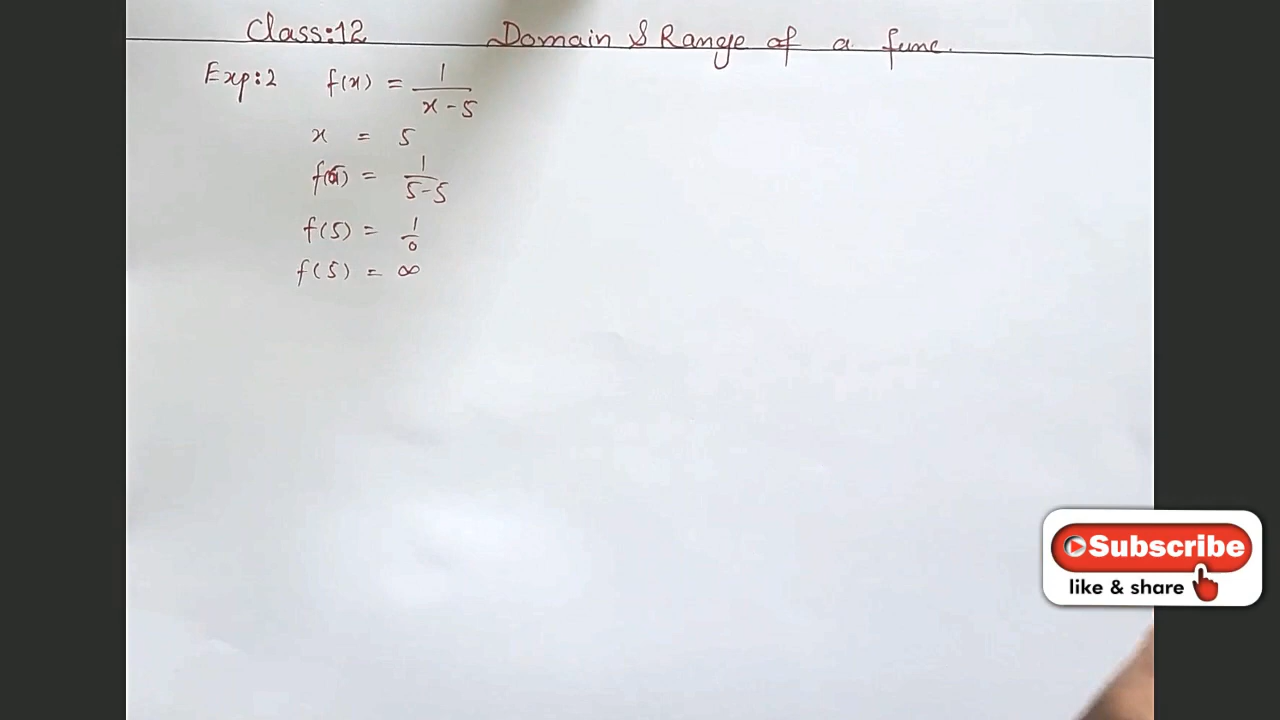 Class:12 Domain & Range of a func.
Exp:2 f(x) = 1/(x-5)
x = 5
f(5) = 1/(5-5)
f(5) = 1/0
f(5) = ∞
Subscribe
like & share